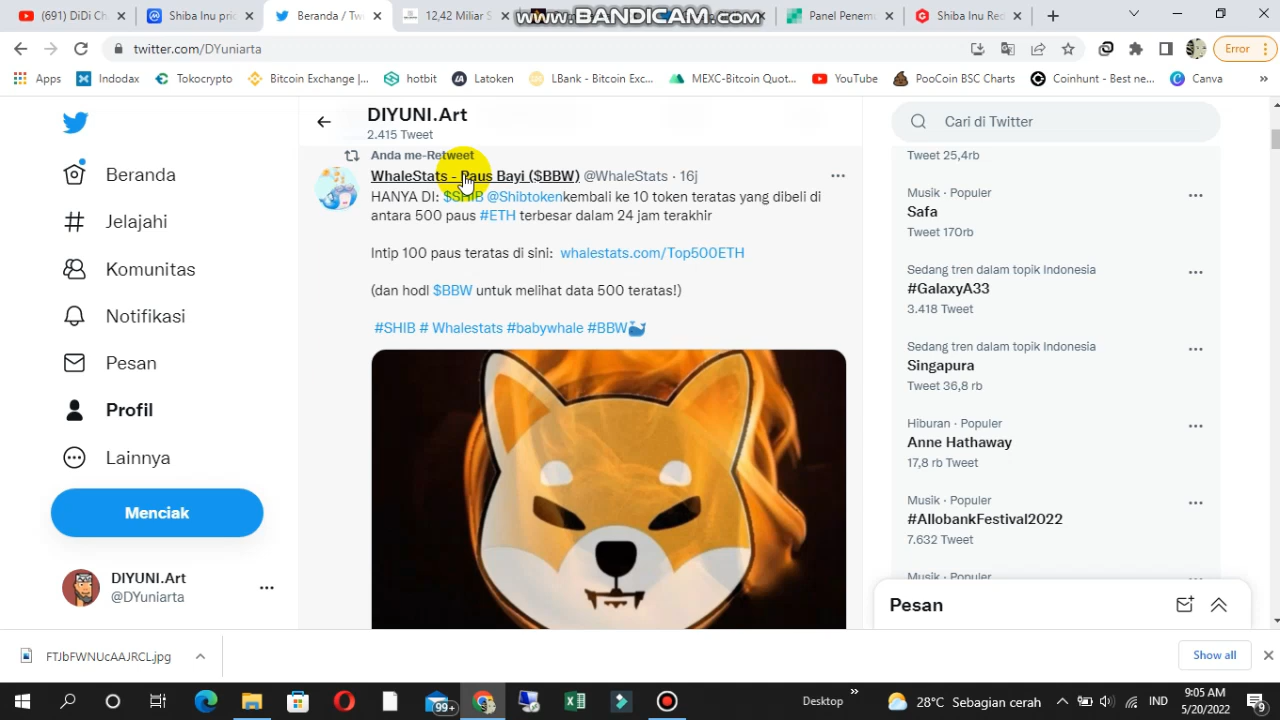 www.BANDICAM.com
(691) DiDi Ch
Shiba Inu pric
Beranda / Twi
12,42 Miliar S
Panel Penem
Shiba Inu Red
twitter.com/DYuniarta
Error
Apps
Indodax
Tokocrypto
Bitcoin Exchange |...
hotbit
Latoken
LBank - Bitcoin Exc...
MEXC-Bitcoin Quot...
YouTube
PooCoin BSC Charts
Coinhunt - Best ne...
Canva
»
Beranda
Jelajahi
Komunitas
Notifikasi
Pesan
Profil
Lainnya
Menciak
DIYUNI.Art
@DYuniarta
DIYUNI.Art
2.415 Tweet
Anda me-Retweet
WhaleStats - Paus Bayi ($BBW) @WhaleStats · 16j
HANYA DI: $SHIB @Shibtokenkembali ke 10 token teratas yang dibeli di
antara 500 paus #ETH terbesar dalam 24 jam terakhir
Intip 100 paus teratas di sini: whalestats.com/Top500ETH
(dan hodl $BBW untuk melihat data 500 teratas!)
#SHIB # Whalestats #babywhale #BBW
Cari di Twitter
Tweet 25,4rb
Musik · Populer
Safa
Tweet 170rb
Sedang tren dalam topik Indonesia
#GalaxyA33
3.418 Tweet
Sedang tren dalam topik Indonesia
Singapura
Tweet 36,8 rb
Hiburan · Populer
Anne Hathaway
17,8 rb Tweet
Musik · Populer
#AllobankFestival2022
7.632 Tweet
Musik · Populer
Pesan
FTJbFWNUcAAJRCL.jpg
Show all
99+
Desktop
»
28°C Sebagian cerah
IND
9:05 AM
5/20/2022
9